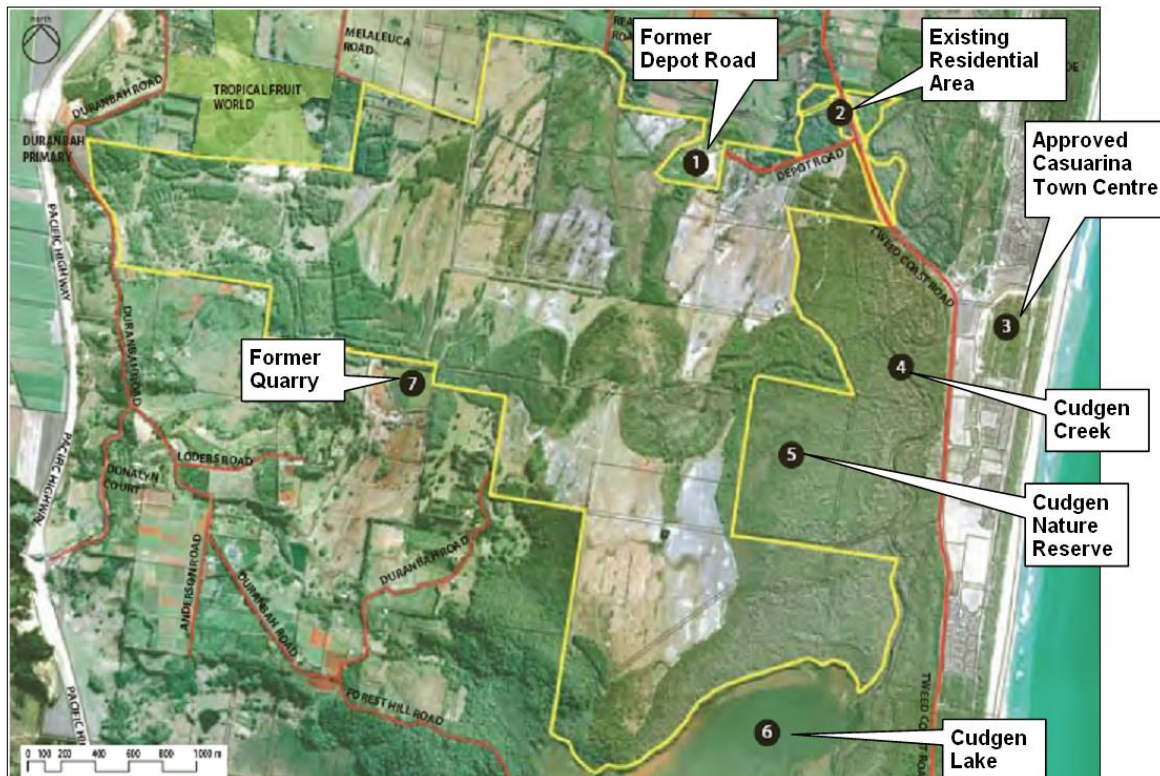 north
MELALEUCA
ROAD
Former
Depot Road
Existing
Residential
Area
DURANBAH ROAD
TROPICAL FRUIT
WORLD
DURANBAH
PRIMARY
2
Approved
Casuarina
Town Centre
1
DEPOT ROAD
PACIFIC HIGHWAY
TWEED COAST ROAD
DURANBAH ROAD
3
Former
Quarry
7
4
Cudgen
Creek
5
LODERS ROAD
DONALYN
COURT
PACIFIC HIGHWAY
Cudgen
Nature
Reserve
DURANBAH ROAD
ANDERSON ROAD
DURANBAH ROAD
FOREST HILL ROAD
TWEED COAST ROAD
6
Cudgen
Lake
0 100 200 400 600 800 1000 m